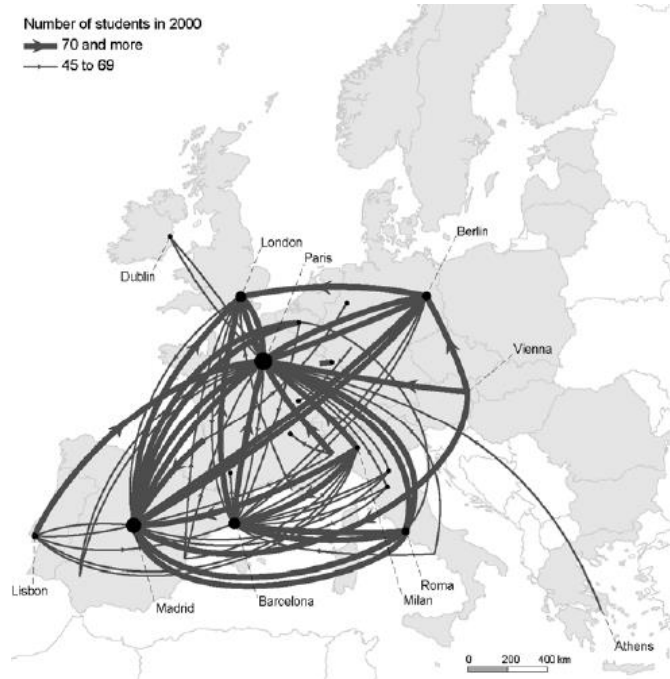 Number of students in 2000
70 and more
45 to 69
Berlin
London
Paris
Dublin
Vienna
Lisbon
Madrid
Barcelona
Roma
Milan
Athens
0 200 400 km